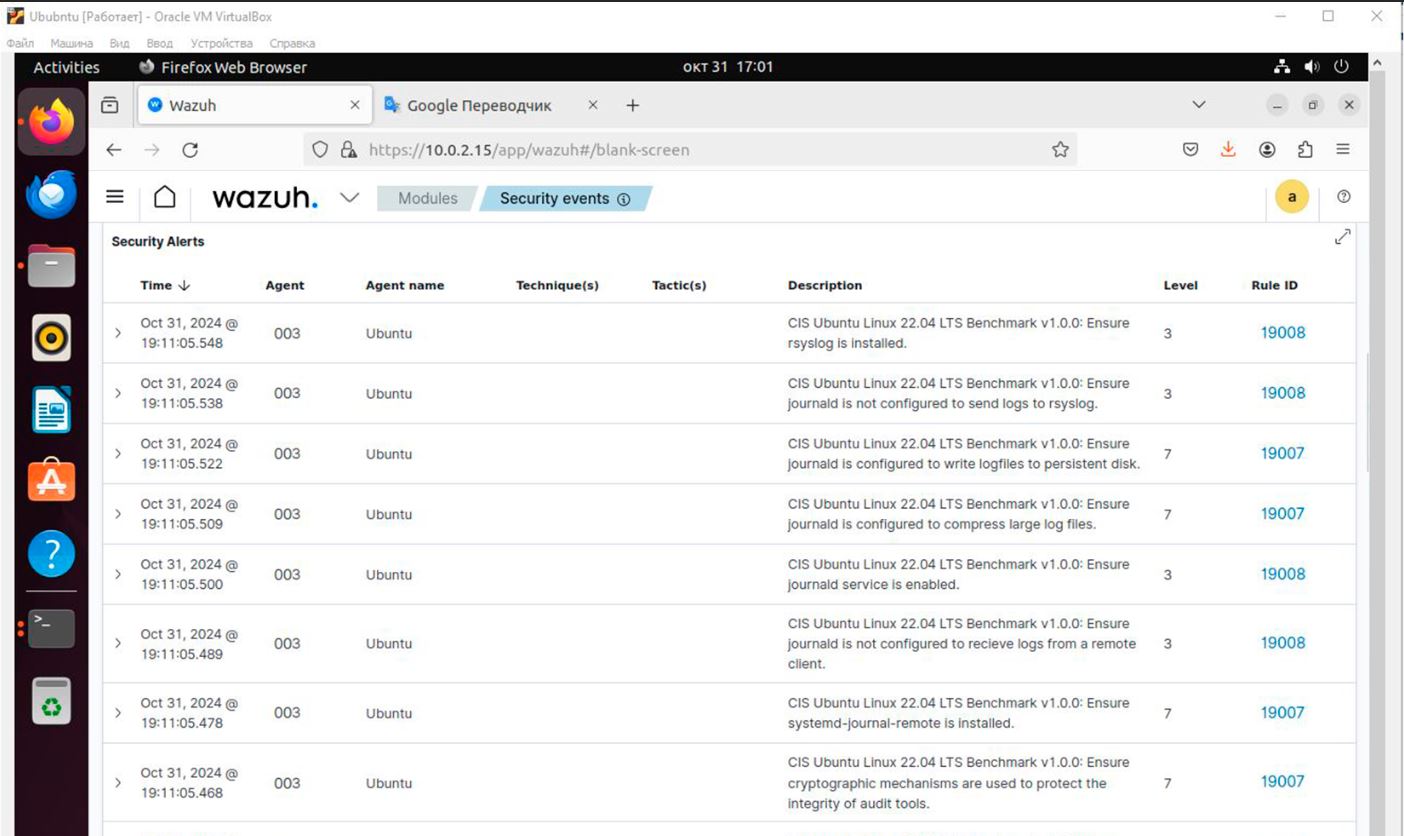 Ububntu [Работает] - Oracle VM VirtualBox
Файл Машина Вид Ввод Устройства Справка
Activities Firefox Web Browser окт 31 17:01
Wazuh Google Переводчик
https://10.0.2.15/app/wazuh#/blank-screen
wazuh. Modules Security events a
Security Alerts
Time Agent Agent name Technique(s) Tactic(s) Description Level Rule ID
Oct 31, 2024 @
19:11:05.548
003 Ubuntu
CIS Ubuntu Linux 22.04 LTS Benchmark v1.0.0: Ensure
rsyslog is installed.
3 19008
Oct 31, 2024 @
19:11:05.538
003 Ubuntu
CIS Ubuntu Linux 22.04 LTS Benchmark v1.0.0: Ensure
journald is not configured to send logs to rsyslog.
3 19008
Oct 31, 2024 @
19:11:05.522
003 Ubuntu
CIS Ubuntu Linux 22.04 LTS Benchmark v1.0.0: Ensure
journald is configured to write logfiles to persistent disk.
7 19007
Oct 31, 2024 @
19:11:05.509
003 Ubuntu
CIS Ubuntu Linux 22.04 LTS Benchmark v1.0.0: Ensure
journald is configured to compress large log files.
7 19007
Oct 31, 2024 @
19:11:05.500
003 Ubuntu
CIS Ubuntu Linux 22.04 LTS Benchmark v1.0.0: Ensure
journald service is enabled.
3 19008
Oct 31, 2024 @
19:11:05.489
003 Ubuntu
CIS Ubuntu Linux 22.04 LTS Benchmark v1.0.0: Ensure
journald is not configured to recieve logs from a remote
client.
3 19008
Oct 31, 2024 @
19:11:05.478
003 Ubuntu
CIS Ubuntu Linux 22.04 LTS Benchmark v1.0.0: Ensure
systemd-journal-remote is installed.
7 19007
Oct 31, 2024 @
19:11:05.468
003 Ubuntu
CIS Ubuntu Linux 22.04 LTS Benchmark v1.0.0: Ensure
cryptographic mechanisms are used to protect the
integrity of audit tools.
7 19007